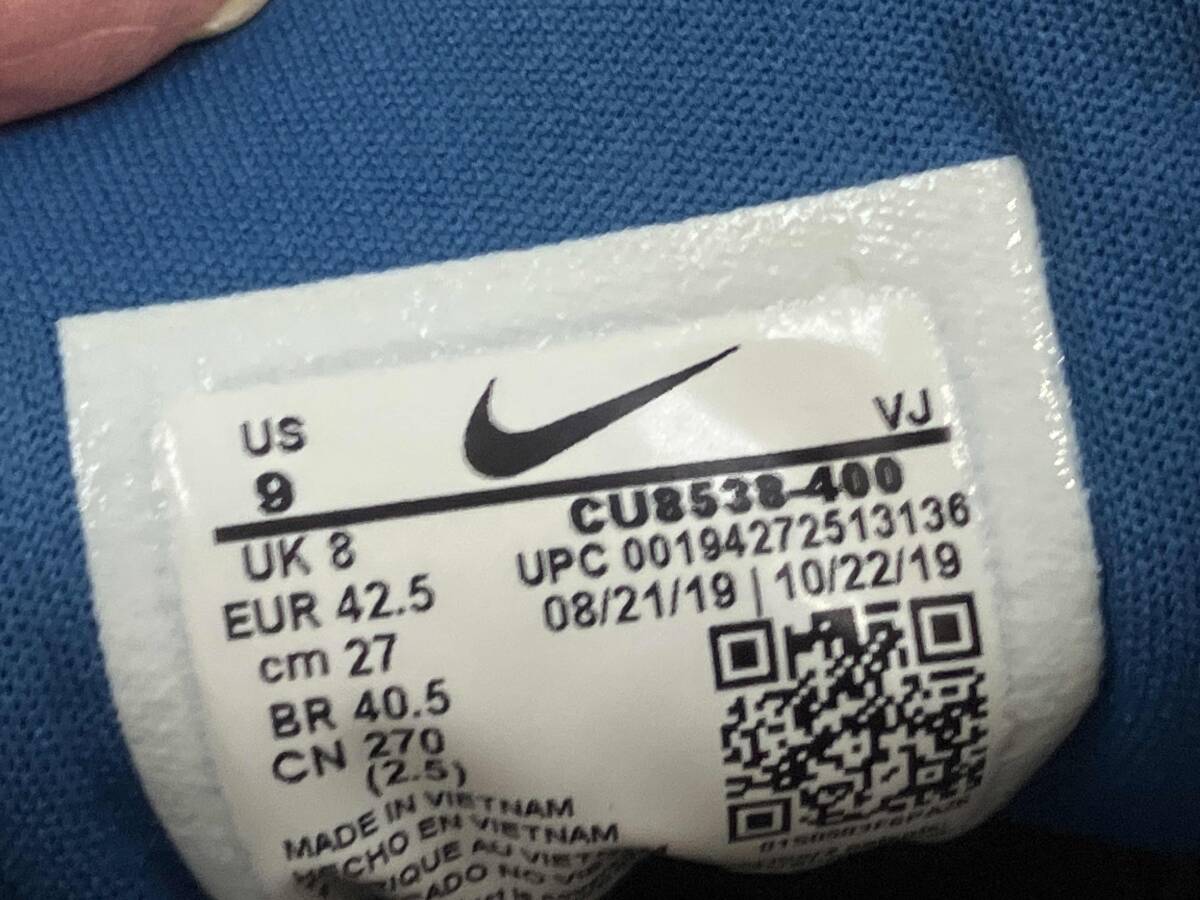 US
9
VJ
CU8538-400
UPC 00194272513136
08/21/19 | 10/22/19
UK 8
EUR 42.5
cm 27
BR 40.5
CN 270
(2.5)
MADE IN VIETNAM
HECHO EN VIETNAM